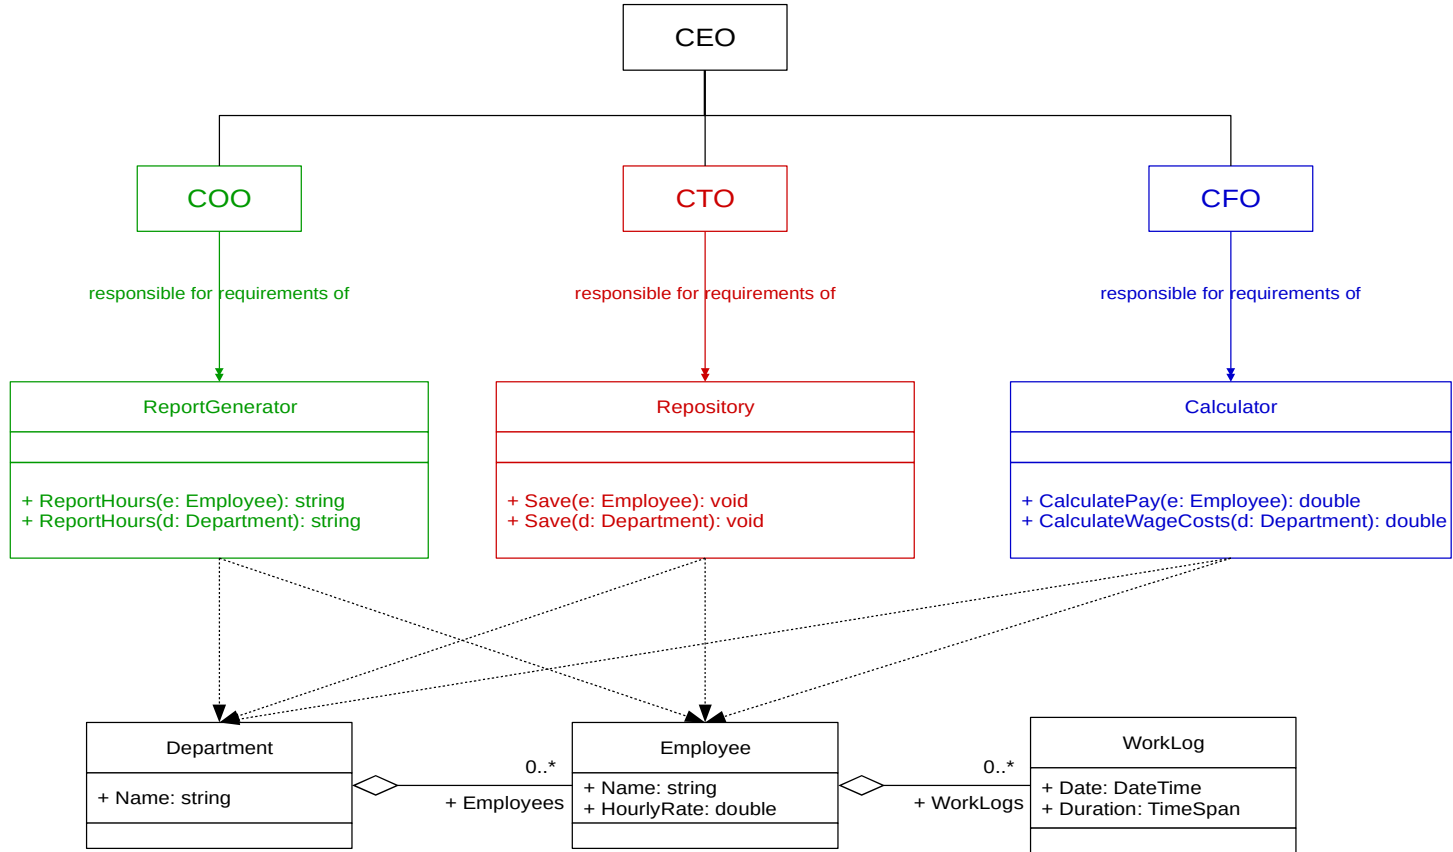 CEO
COO
CTO
CFO
responsible for requirements of
responsible for requirements of
responsible for requirements of
ReportGenerator
+ ReportHours(e: Employee): string
+ ReportHours(d: Department): string
Repository
+ Save(e: Employee): void
+ Save(d: Department): void
Calculator
+ CalculatePay(e: Employee): double
+ CalculateWageCosts(d: Department): double
Department
+ Name: string
0..*
+ Employees
Employee
+ Name: string
+ HourlyRate: double
0..*
+ WorkLogs
WorkLog
+ Date: DateTime
+ Duration: TimeSpan